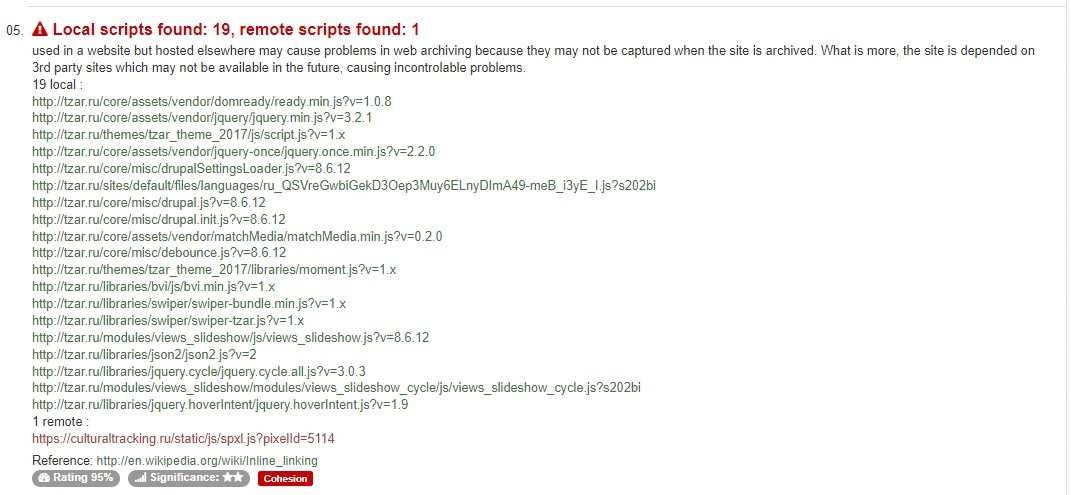 05. Local scripts found: 19, remote scripts found: 1
used in a website but hosted elsewhere may cause problems in web archiving because they may not be captured when the site is archived. What is more, the site is depended on
3rd party sites which may not be available in the future, causing incontrolable problems.
19 local :
http://tzar.ru/core/assets/vendor/domready/ready.min.js?v=1.0.8
http://tzar.ru/core/assets/vendor/jquery/jquery.min.js?v=3.2.1
http://tzar.ru/themes/tzar_theme_2017/js/script.js?v=1.x
http://tzar.ru/core/assets/vendor/jquery-once/jquery.once.min.js?v=2.2.0
http://tzar.ru/core/misc/drupalSettingsLoader.js?v=8.6.12
http://tzar.ru/sites/default/files/languages/ru_QSVreGwbiGekD3Oep3Muy6ELnyDImA49-meB_i3yE_I.js?s202bi
http://tzar.ru/core/misc/drupal.js?v=8.6.12
http://tzar.ru/core/misc/drupal.init.js?v=8.6.12
http://tzar.ru/core/assets/vendor/matchMedia/matchMedia.min.js?v=0.2.0
http://tzar.ru/core/misc/debounce.js?v=8.6.12
http://tzar.ru/themes/tzar_theme_2017/libraries/moment.js?v=1.x
http://tzar.ru/libraries/bvi/js/bvi.min.js?v=1.x
http://tzar.ru/libraries/swiper/swiper-bundle.min.js?v=1.x
http://tzar.ru/libraries/swiper/swiper-tzar.js?v=1.x
http://tzar.ru/modules/views_slideshow/js/views_slideshow.js?v=8.6.12
http://tzar.ru/libraries/json2/json2.js?v=2
http://tzar.ru/libraries/jquery.cycle/jquery.cycle.all.js?v=3.0.3
http://tzar.ru/modules/views_slideshow/modules/views_slideshow_cycle/js/views_slideshow_cycle.js?s202bi
http://tzar.ru/libraries/jquery.hoverIntent/jquery.hoverIntent.js?v=1.9
1 remote :
https://culturaltracking.ru/static/js/spxl.js?pixelId=5114
Reference: http://en.wikipedia.org/wiki/Inline_linking
Rating 95% Significance: ★★ Cohesion